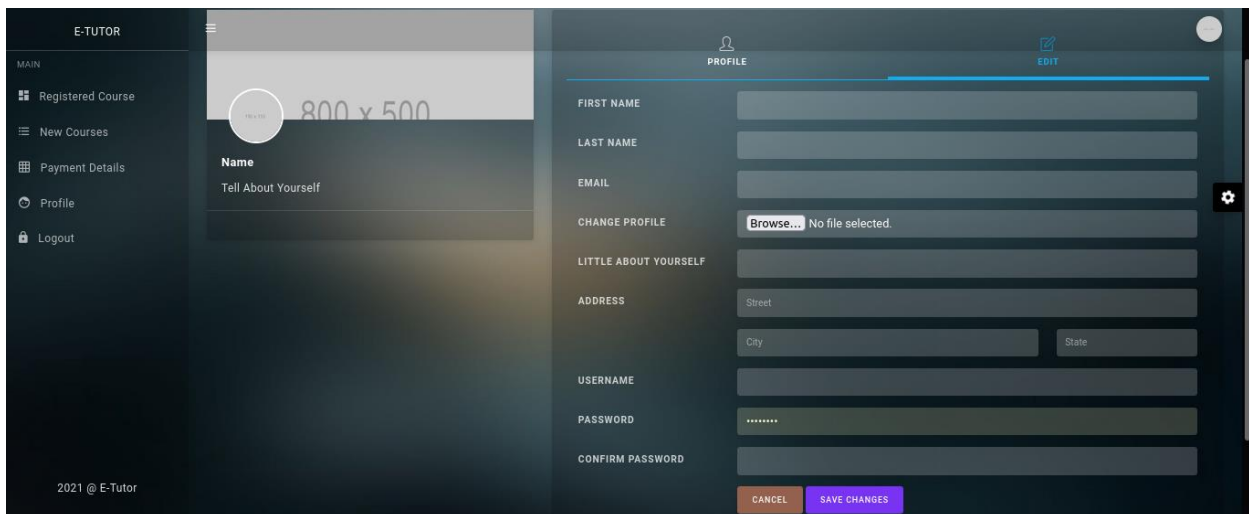 E-TUTOR
MAIN
Registered Course
New Courses
Payment Details
Profile
Logout
2021 @ E-Tutor
800 x 500
Name
Tell About Yourself
PROFILE
EDIT
FIRST NAME
LAST NAME
EMAIL
CHANGE PROFILE
Browse... No file selected.
LITTLE ABOUT YOURSELF
ADDRESS
Street
City
State
USERNAME
PASSWORD
••••••••
CONFIRM PASSWORD
CANCEL
SAVE CHANGES